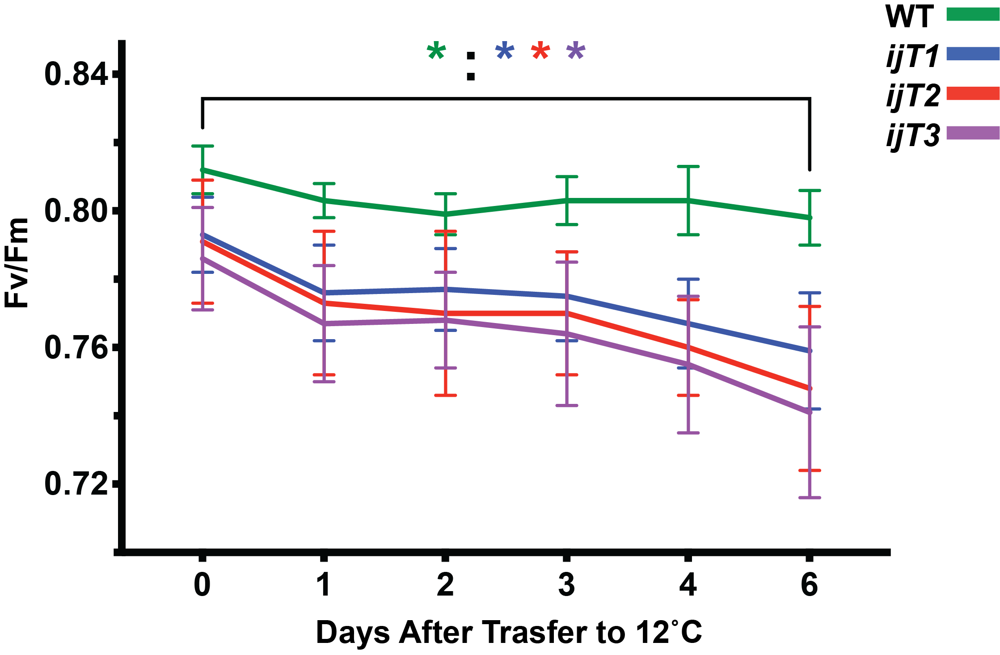 WT
ijT1
ijT2
ijT3
* : * * *
0.84
0.80
0.76
0.72
Fv/Fm
0 1 2 3 4 6
Days After Trasfer to 12˚C